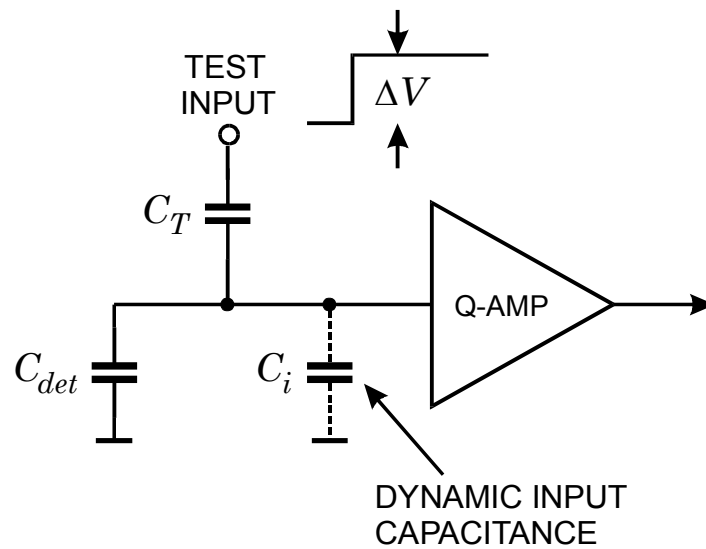 TEST
INPUT
ΔV
C_T
Q-AMP
C_det
C_i
DYNAMIC INPUT
CAPACITANCE